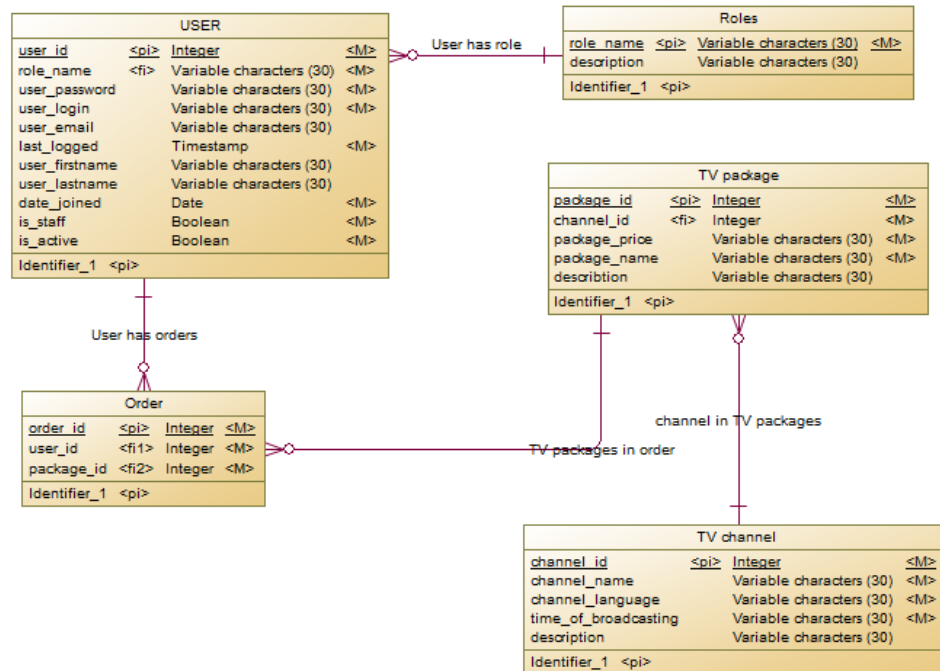 USER
user_id <pi> Integer <M>
role_name <fi> Variable characters (30) <M>
user_password Variable characters (30) <M>
user_login Variable characters (30) <M>
user_email Variable characters (30)
last_logged Timestamp <M>
user_firstname Variable characters (30)
user_lastname Variable characters (30)
date_joined Date <M>
is_staff Boolean <M>
is_active Boolean <M>
Identifier_1 <pi>
User has role
Roles
role_name <pi> Variable characters (30) <M>
description Variable characters (30)
Identifier_1 <pi>
TV package
package_id <pi> Integer <M>
channel_id <fi> Integer <M>
package_price Variable characters (30) <M>
package_name Variable characters (30) <M>
describtion Variable characters (30)
Identifier_1 <pi>
User has orders
Order
order_id <pi> Integer <M>
user_id <fi1> Integer <M>
package_id <fi2> Integer <M>
Identifier_1 <pi>
TV packages in order
channel in TV packages
TV channel
channel_id <pi> Integer <M>
channel_name Variable characters (30) <M>
channel_language Variable characters (30) <M>
time_of_broadcasting Variable characters (30) <M>
description Variable characters (30)
Identifier_1 <pi>